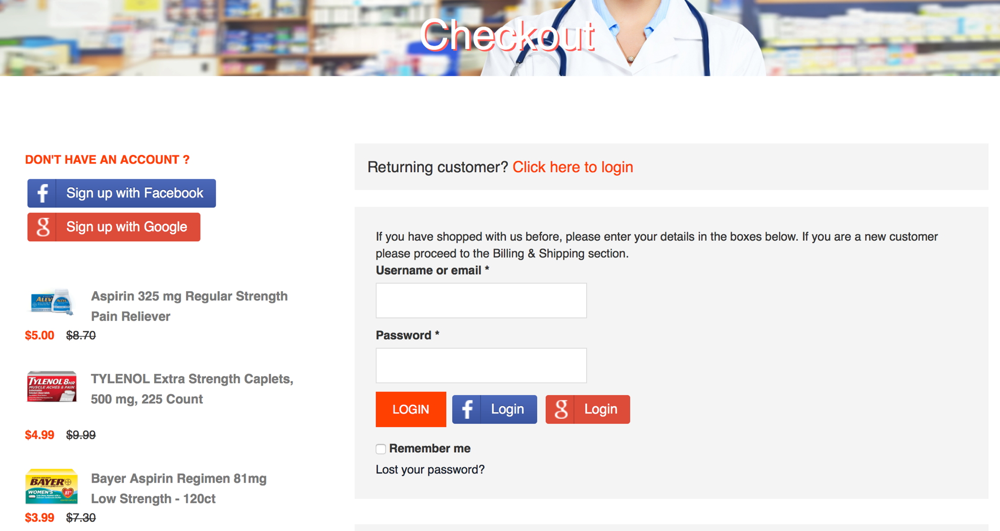 Checkout
DON'T HAVE AN ACCOUNT ?
f Sign up with Facebook
g Sign up with Google
ALEVE
ALEVE
Aspirin 325 mg Regular Strength
Pain Reliever
$5.00 $8.70
TYLENOL 8HR
MUSCLE ACHES & PAIN
TYLENOL Extra Strength Caplets,
500 mg, 225 Count
$4.99 $9.99
ASPIRIN REGIMEN
BAYER
WOMEN'S
81
Bayer Aspirin Regimen 81mg
Low Strength - 120ct
$3.99 $7.30
Returning customer? Click here to login
If you have shopped with us before, please enter your details in the boxes below. If you are a new customer
please proceed to the Billing & Shipping section.
Username or email *
Password *
LOGIN f Login g Login
Remember me
Lost your password?